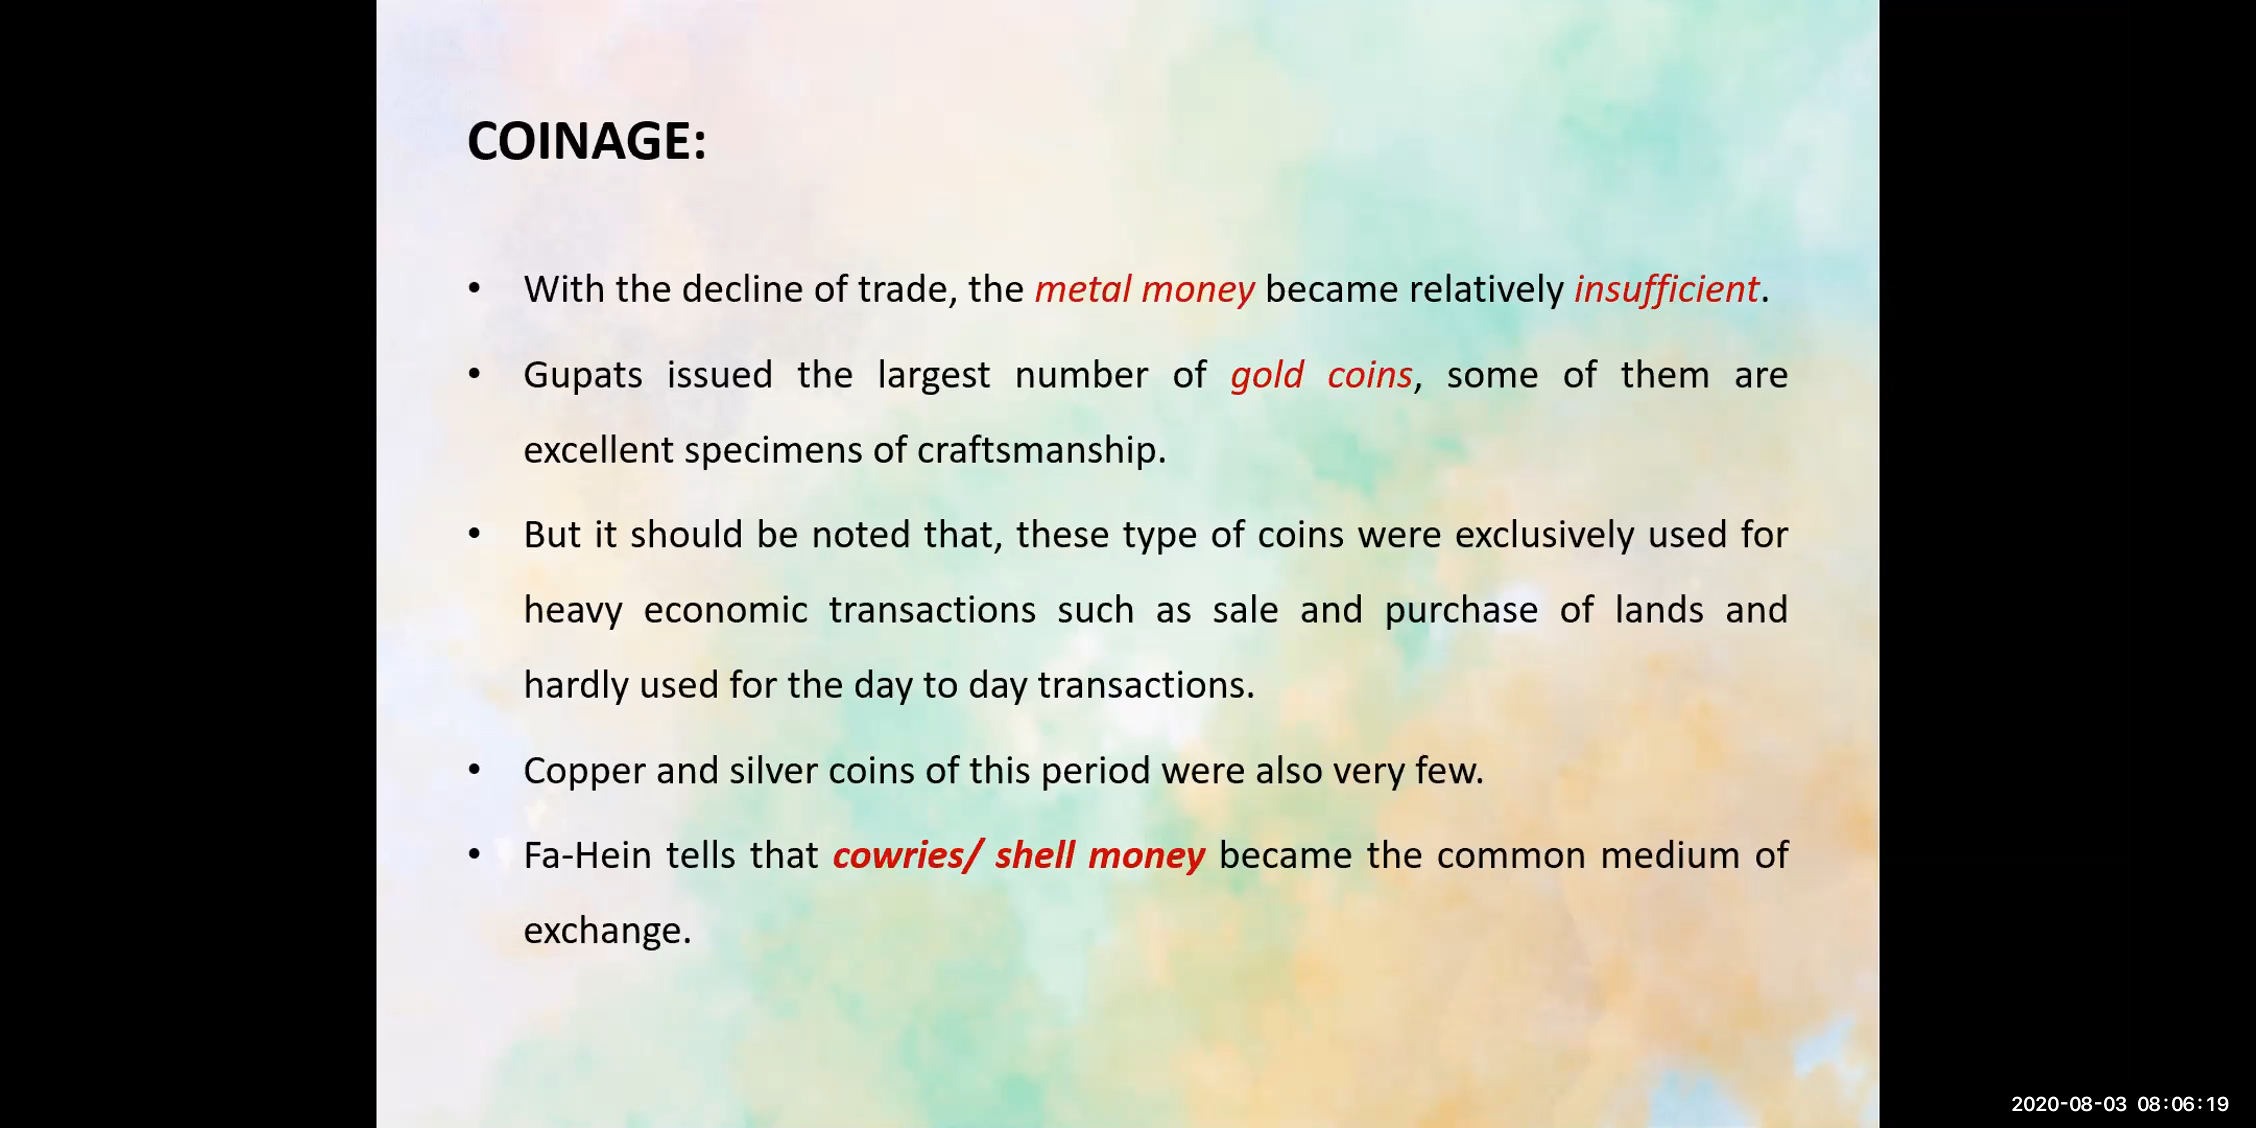 COINAGE:
• With the decline of trade, the metal money became relatively insufficient.
• Gupats issued the largest number of gold coins, some of them are
excellent specimens of craftsmanship.
• But it should be noted that, these type of coins were exclusively used for
heavy economic transactions such as sale and purchase of lands and
hardly used for the day to day transactions.
• Copper and silver coins of this period were also very few.
• Fa-Hein tells that cowries/ shell money became the common medium of
exchange.
2020-08-03 08:06:19